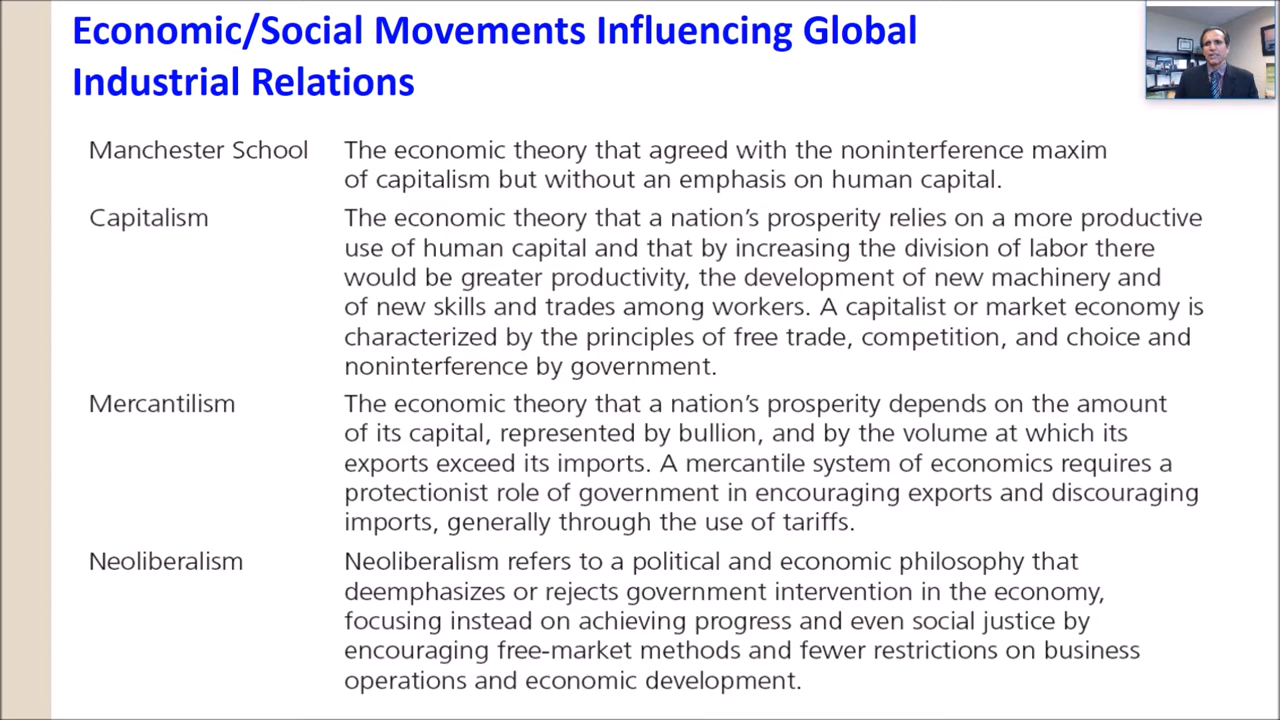 Economic/Social Movements Influencing Global
Industrial Relations
Manchester School
The economic theory that agreed with the noninterference maxim
of capitalism but without an emphasis on human capital.
Capitalism
The economic theory that a nation’s prosperity relies on a more productive
use of human capital and that by increasing the division of labor there
would be greater productivity, the development of new machinery and
of new skills and trades among workers. A capitalist or market economy is
characterized by the principles of free trade, competition, and choice and
noninterference by government.
Mercantilism
The economic theory that a nation’s prosperity depends on the amount
of its capital, represented by bullion, and by the volume at which its
exports exceed its imports. A mercantile system of economics requires a
protectionist role of government in encouraging exports and discouraging
imports, generally through the use of tariffs.
Neoliberalism
Neoliberalism refers to a political and economic philosophy that
deemphasizes or rejects government intervention in the economy,
focusing instead on achieving progress and even social justice by
encouraging free-market methods and fewer restrictions on business
operations and economic development.